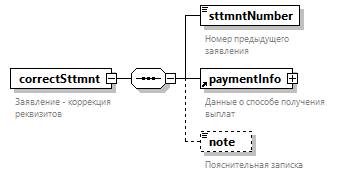 sttmntNumber
Номер предыдущего
заявления
correctSttmnt
Заявление - коррекция
реквизитов
paymentInfo
Данные о способе получения
выплат
note
Пояснительная записка